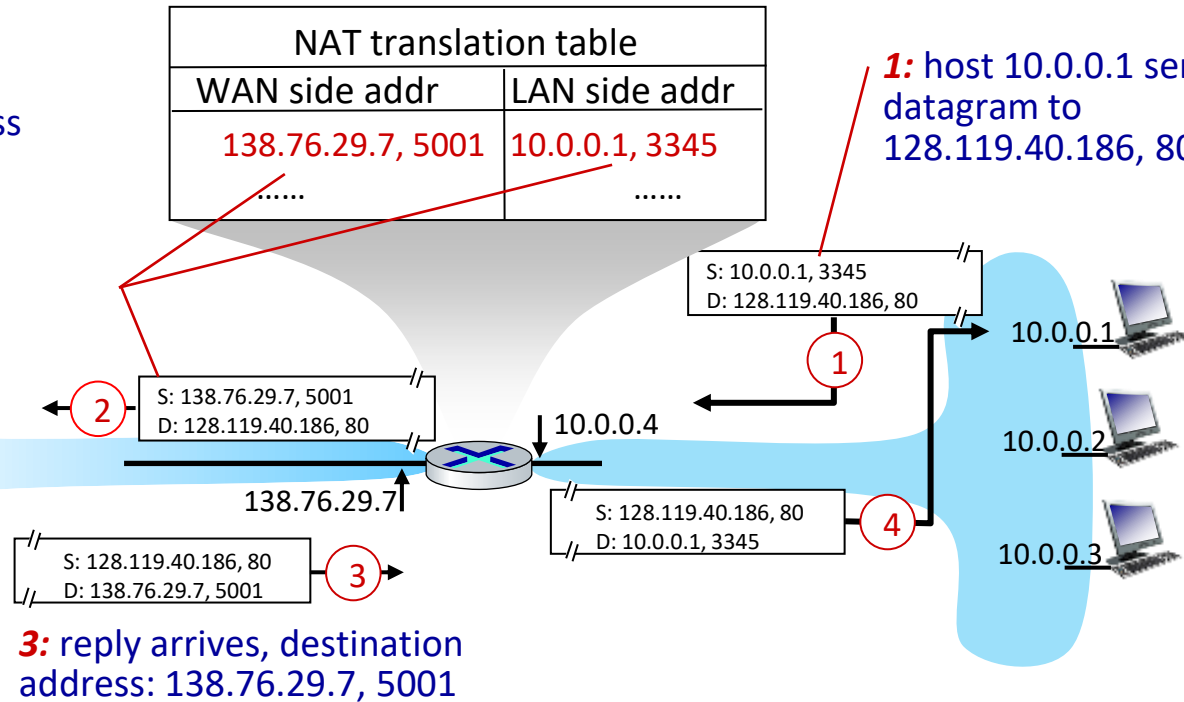 NAT translation table
WAN side addr LAN side addr
138.76.29.7, 5001 10.0.0.1, 3345
...... ......
1: host 10.0.0.1
datagram to
128.119.40.186, 80
S: 10.0.0.1, 3345
D: 128.119.40.186, 80
1
10.0.0.1
2
S: 138.76.29.7, 5001
D: 128.119.40.186, 80
10.0.0.4
10.0.0.2
138.76.29.7
S: 128.119.40.186, 80
D: 10.0.0.1, 3345
4
10.0.0.3
S: 128.119.40.186, 80
D: 138.76.29.7, 5001
3
3: reply arrives, destination
address: 138.76.29.7, 5001